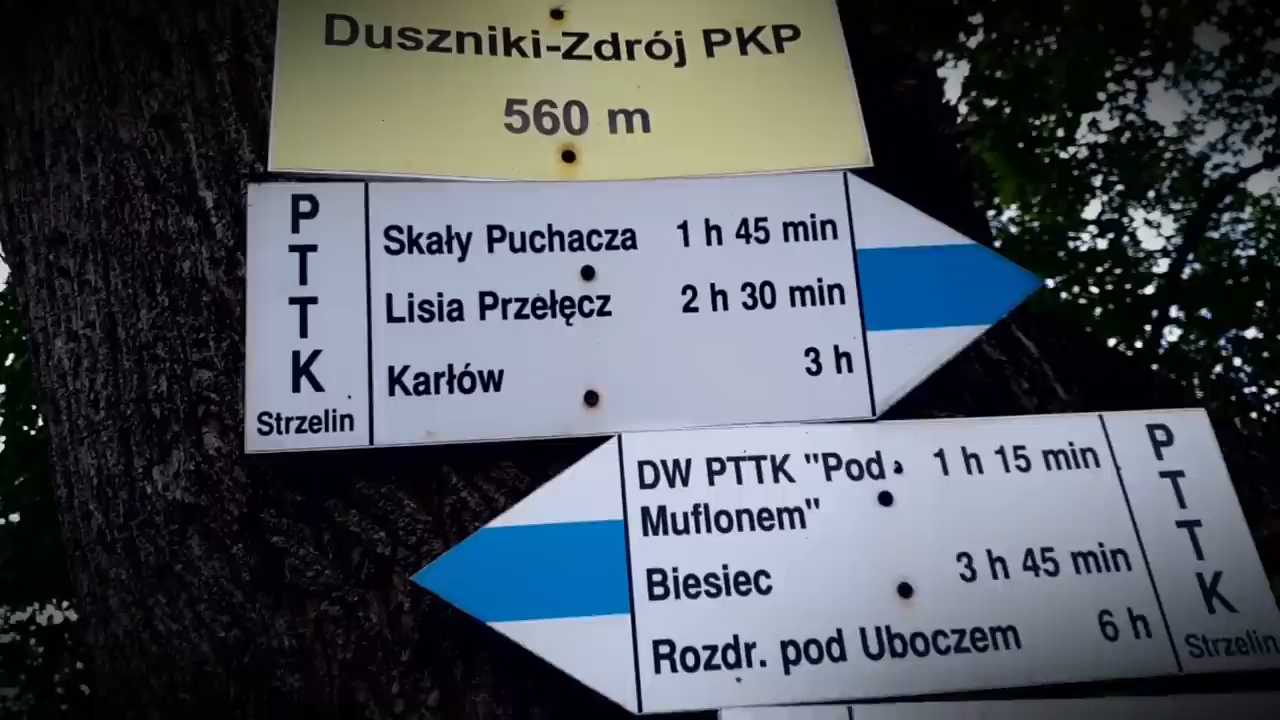 Duszniki-Zdrój PKP
560 m
PTTK
Strzelin
Skały Puchacza 1 h 45 min
Lisia Przełęcz 2 h 30 min
Karłów 3 h
DW PTTK "Pod 1 h 15 min
Muflonem"
Biesiec 3 h 45 min
Rozdr. pod Uboczem 6 h
PTTK
Strzelin